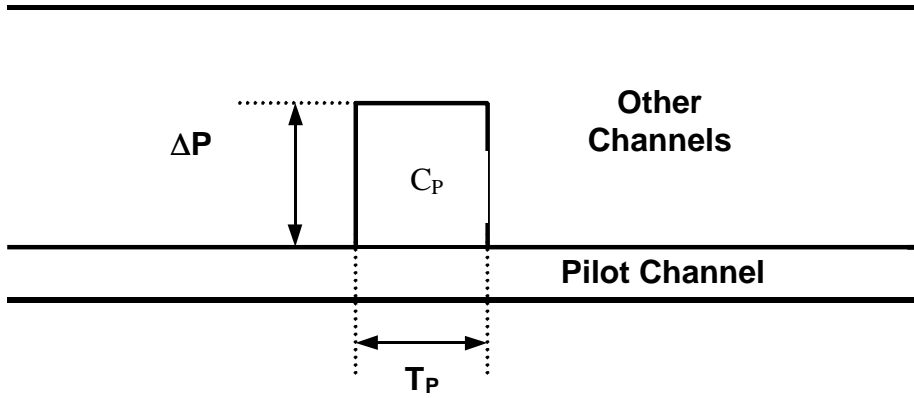 Other
Channels
ΔP
C_P
Pilot Channel
T_P